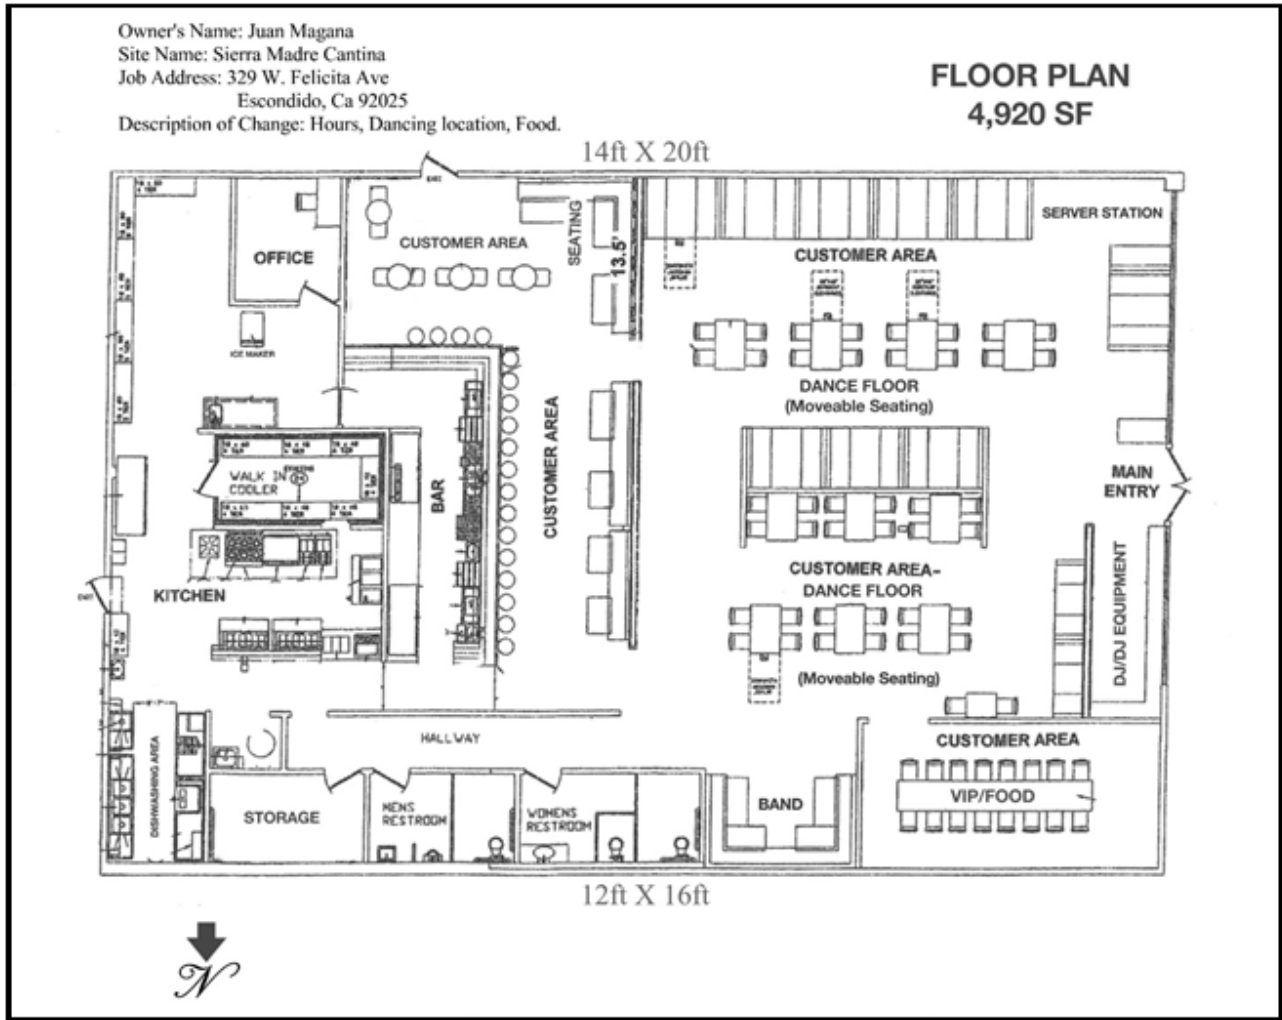 Owner's Name: Juan Magana
Site Name: Sierra Madre Cantina
Job Address: 329 W. Felicita Ave
Escondido, Ca 92025
Description of Change: Hours, Dancing location, Food.
FLOOR PLAN
4,920 SF
14ft X 20ft
EXIT
SERVER STATION
SEATING
13.5'
CUSTOMER AREA
CUSTOMER AREA
OFFICE
ICE MAKER
DANCE FLOOR
(Moveable Seating)
WALK IN
COOLER
EXISTING
BAR
CUSTOMER AREA
MAIN
ENTRY
CUSTOMER AREA-
DANCE FLOOR
EXIT
KITCHEN
DJ/DJ EQUIPMENT
(Moveable Seating)
HALLWAY
CUSTOMER AREA
DISHWASHING AREA
STORAGE
MENS
RESTROOM
WOMENS
RESTROOM
BAND
VIP/FOOD
12ft X 16ft
N